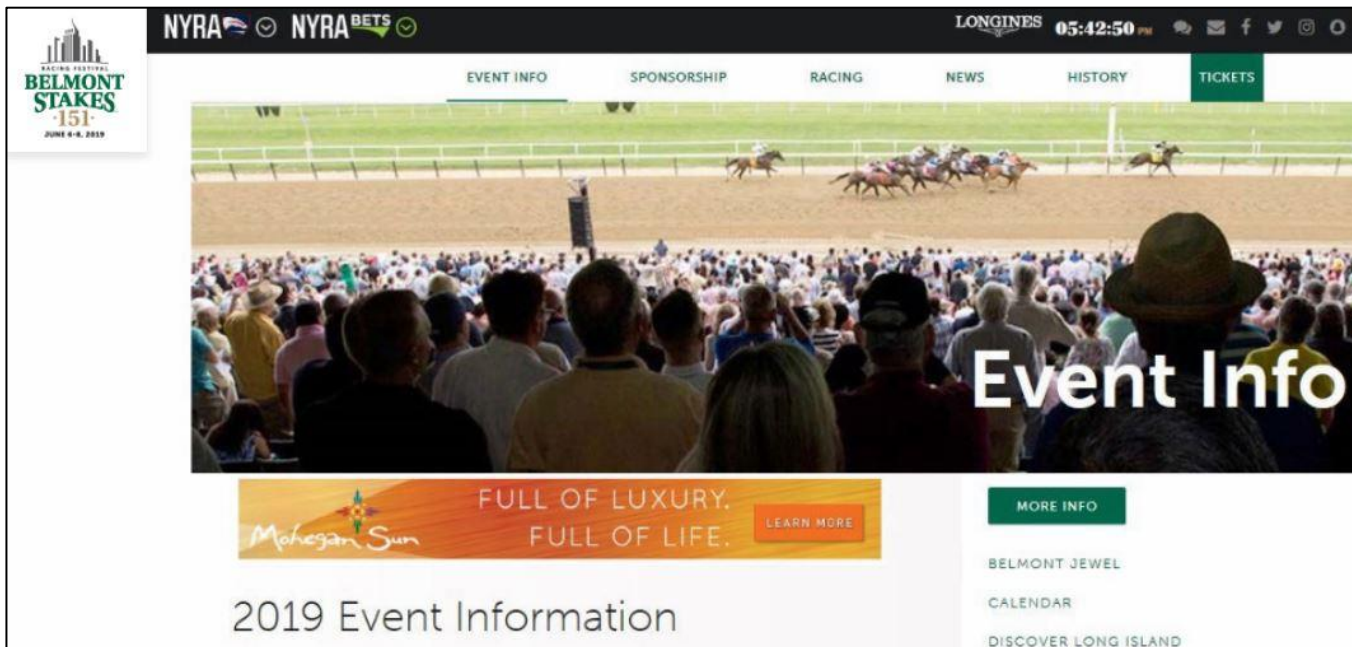 NYRA NYRA BETS
LONGINES 05:42:50 PM
RACING FESTIVAL
BELMONT
STAKES
·151·
JUNE 6-8, 2019
EVENT INFO SPONSORSHIP RACING NEWS HISTORY TICKETS
Event Info
Mohegan Sun
FULL OF LUXURY.
FULL OF LIFE.
LEARN MORE
MORE INFO
BELMONT JEWEL
CALENDAR
DISCOVER LONG ISLAND
2019 Event Information